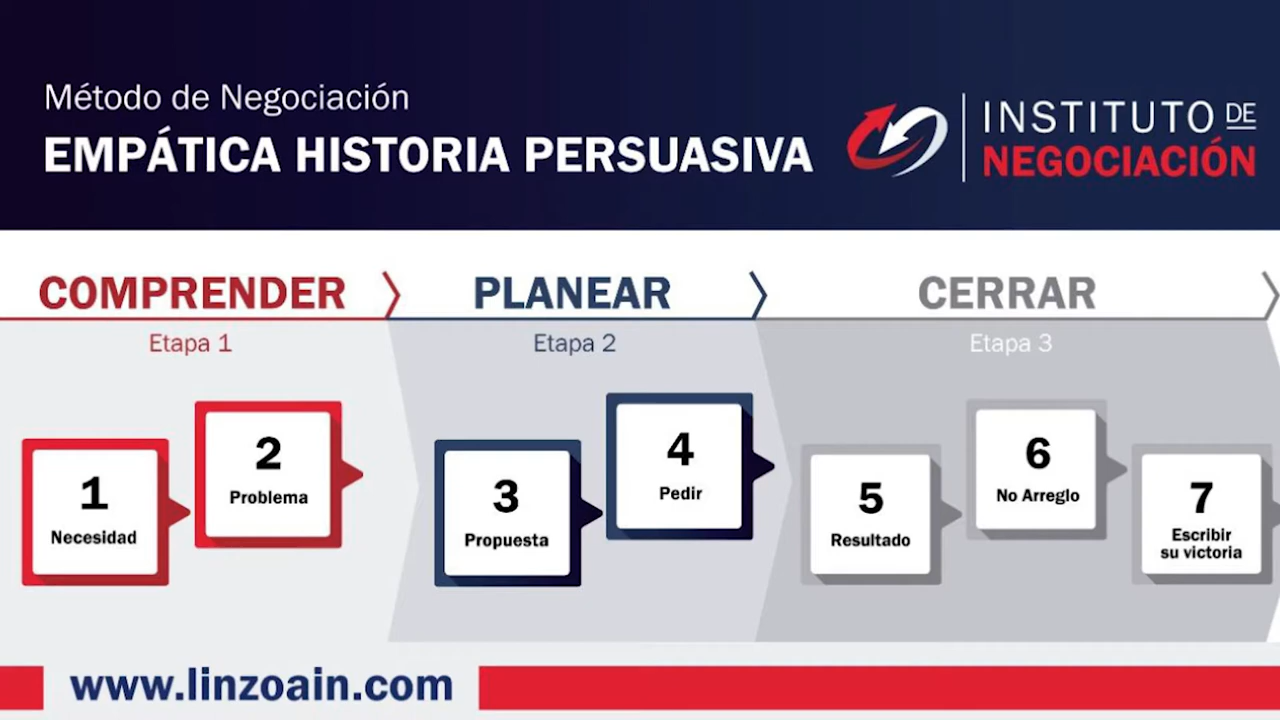 Método de Negociación
EMPÁTICA HISTORIA PERSUASIVA
INSTITUTO DE
NEGOCIACIÓN
COMPRENDER
Etapa 1
PLANEAR
Etapa 2
CERRAR
Etapa 3
1
Necesidad
2
Problema
3
Propuesta
4
Pedir
5
Resultado
6
No Arreglo
7
Escribir
su victoria
www.linzoain.com